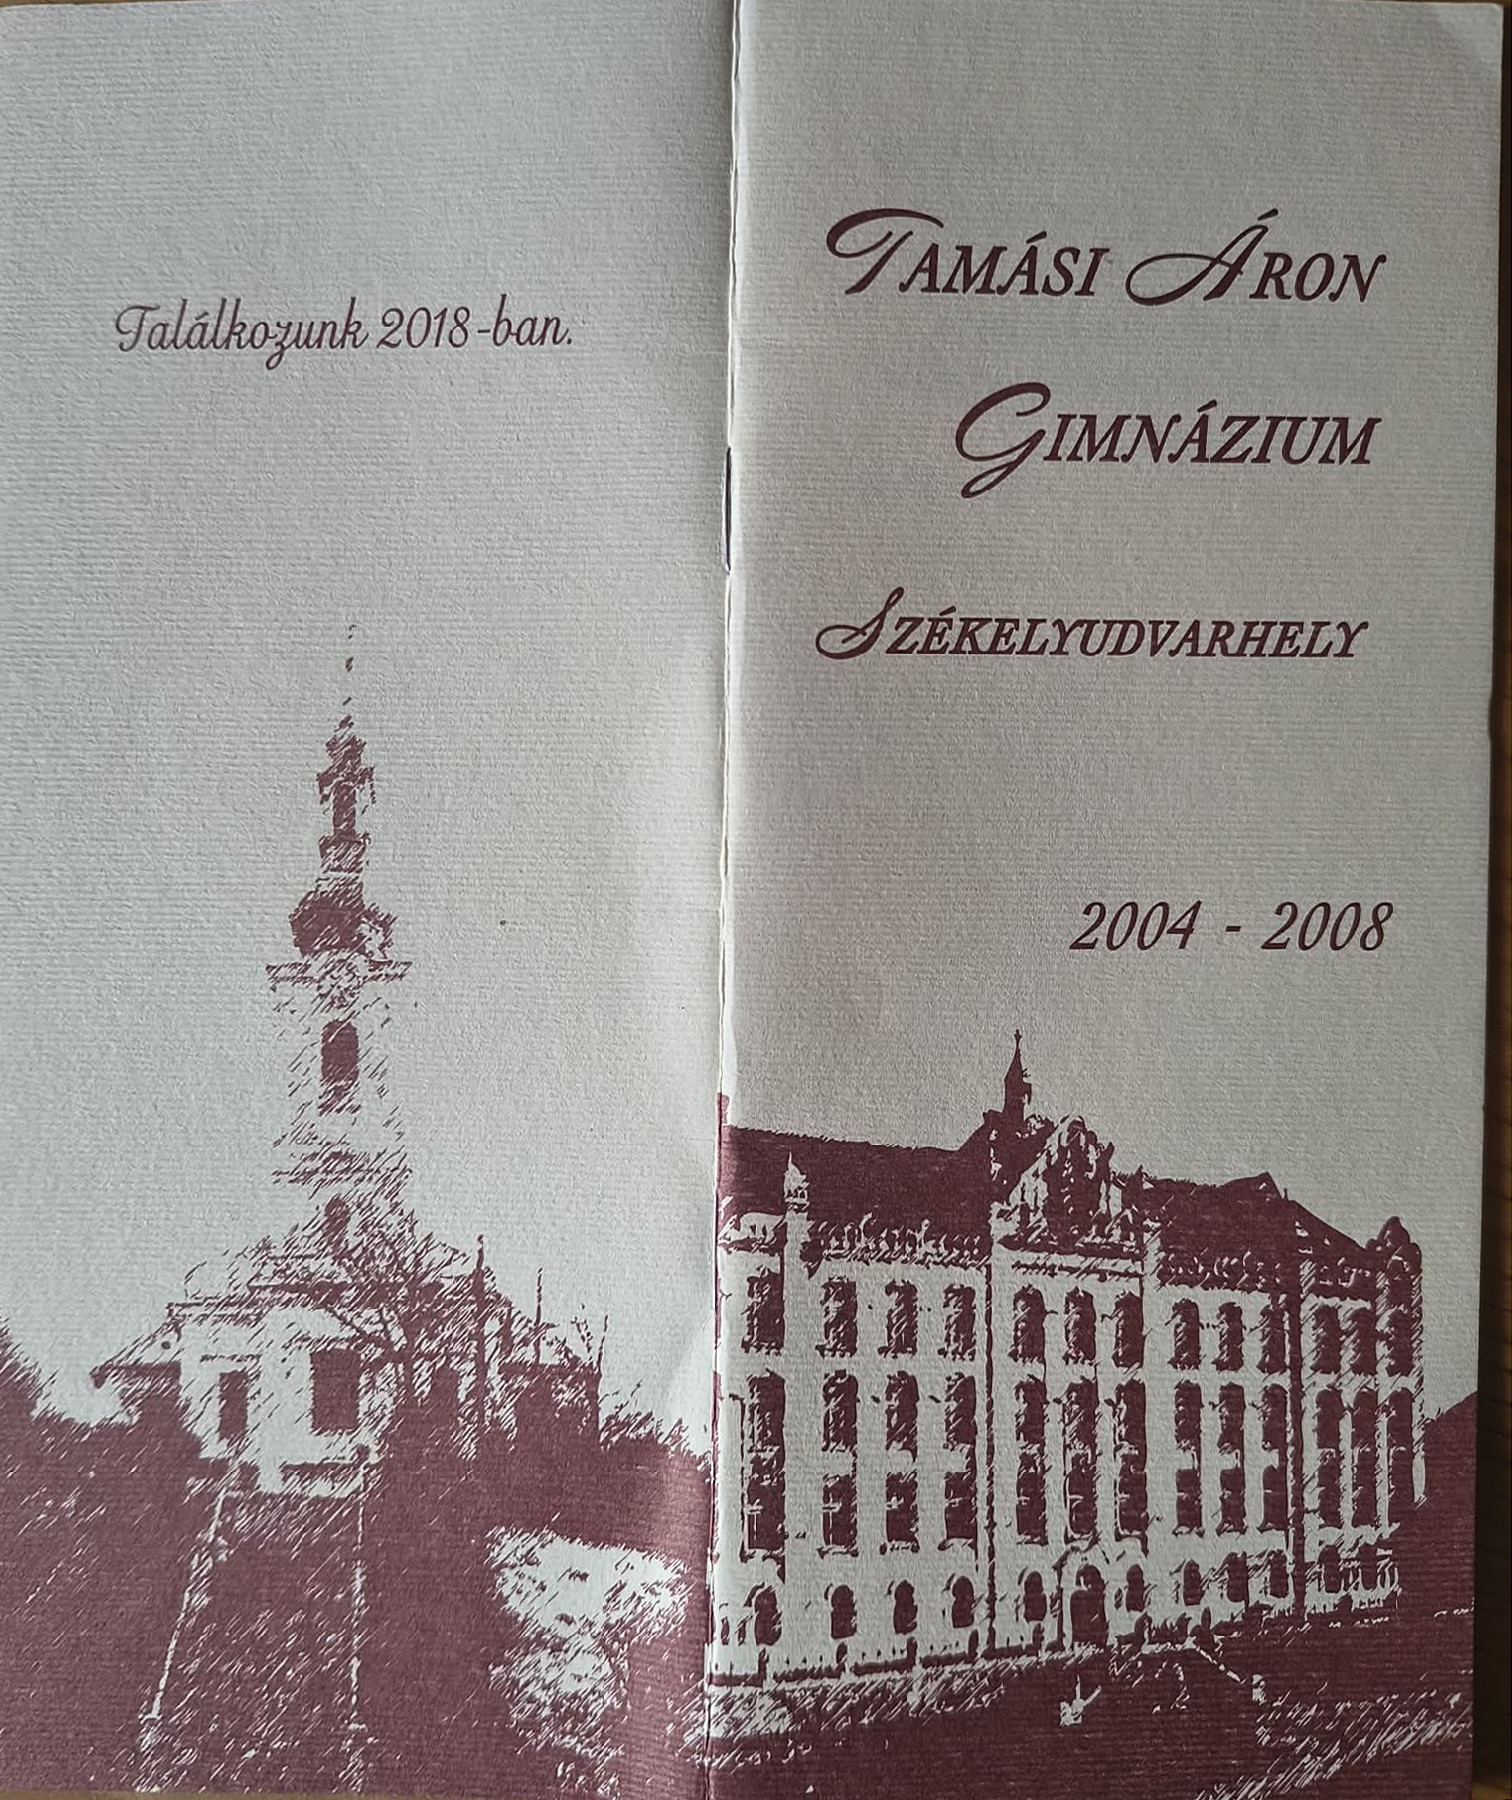 Találkozunk 2018-ban.
TAMÁSI ÁRON
GIMNÁZIUM
SZÉKELYUDVARHELY
2004 - 2008